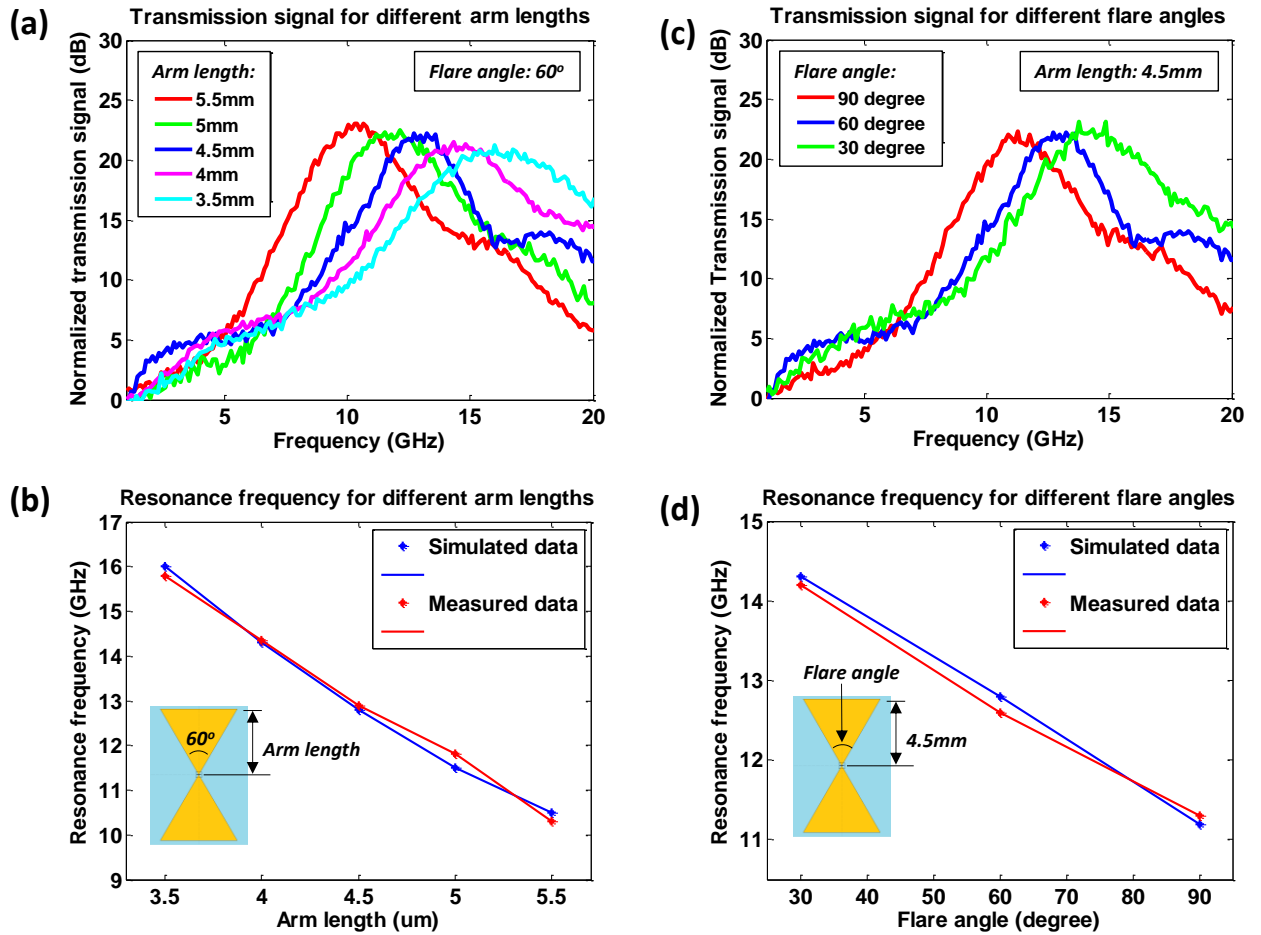 (a)
Transmission signal for different arm lengths
Normalized transmission signal (dB)
30
25
20
15
10
5
0
Arm length:
5.5mm
5mm
4.5mm
4mm
3.5mm
Flare angle: 60º
5
10
15
20
Frequency (GHz)
(c)
Transmission signal for different flare angles
Normalized Transmission signal (dB)
30
25
20
15
10
5
0
Flare angle:
90 degree
60 degree
30 degree
Arm length: 4.5mm
5
10
15
20
Frequency (GHz)
(b)
Resonance frequency for different arm lengths
Resonance frequency (GHz)
17
16
15
14
13
12
11
10
9
Simulated data
Measured data
60º
Arm length
3.5
4
4.5
5
5.5
Arm length (um)
(d)
Resonance frequency for different flare angles
Resonance frequency (GHz)
15
14
13
12
11
Simulated data
Measured data
Flare angle
4.5mm
30
40
50
60
70
80
90
Flare angle (degree)